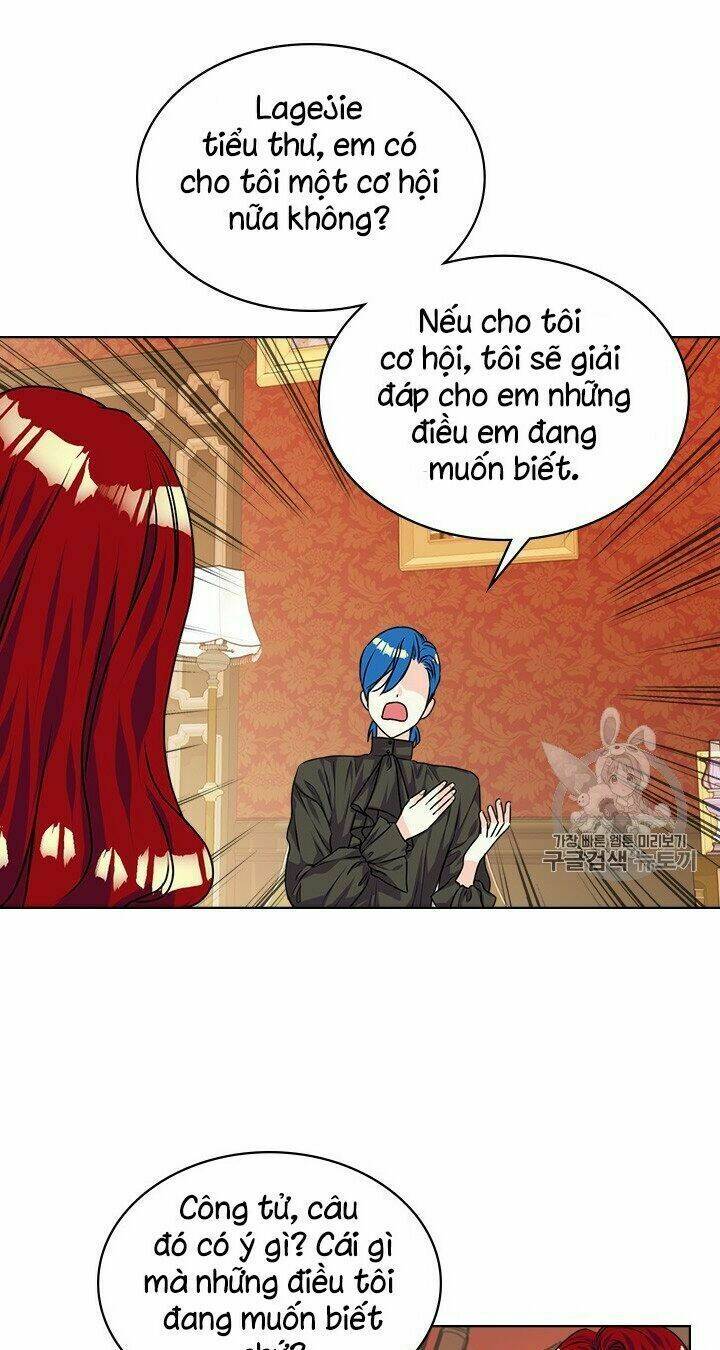 Lagejie
tiểu thư, em có
cho tôi một cơ hội
nữa không?
Nếu cho tôi
cơ hội, tôi sẽ giải
đáp cho em những
điều em đang
muốn biết.
가장 빠른 웹툰 미리보기
구글검색 뉴토끼
Công tử, câu
đó có ý gì? Cái gì
mà những điều tôi
đang muốn biết
chứ?